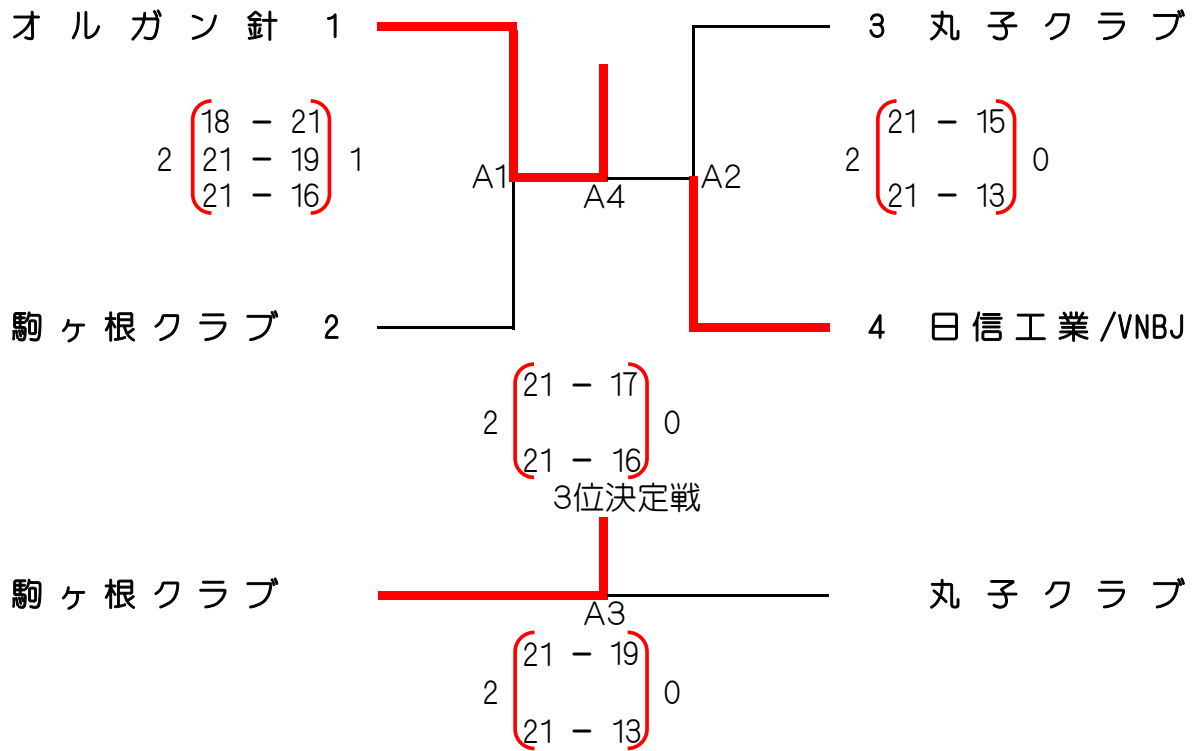 オルガン針 1 3 丸子クラブ
18 - 21 21 - 15
2 21 - 19 1 2 0
21 - 16 21 - 13
A1 A2
A4
駒ヶ根クラブ 2 4 日信工業/VNBJ
21 - 17
2 0
21 - 16
3位決定戦
駒ヶ根クラブ 丸子クラブ
A3
21 - 19
2 0
21 - 13